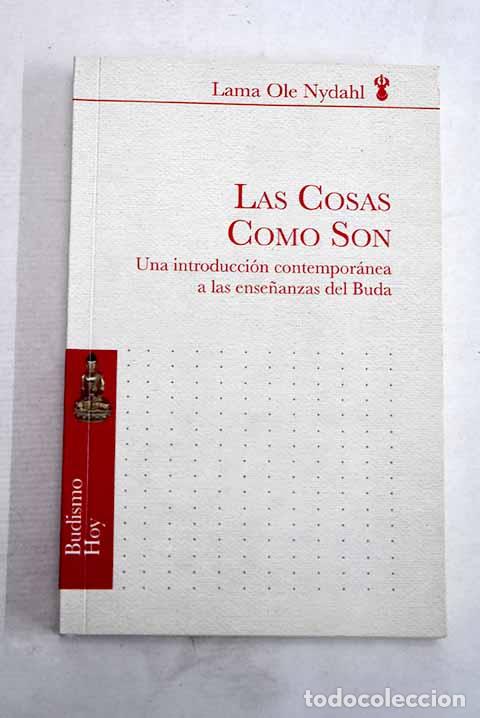 Lama Ole Nydahl
LAS COSAS
COMO SON
Una introducción contemporánea
a las enseñanzas del Buda
Budismo
Hoy
todocoleccion